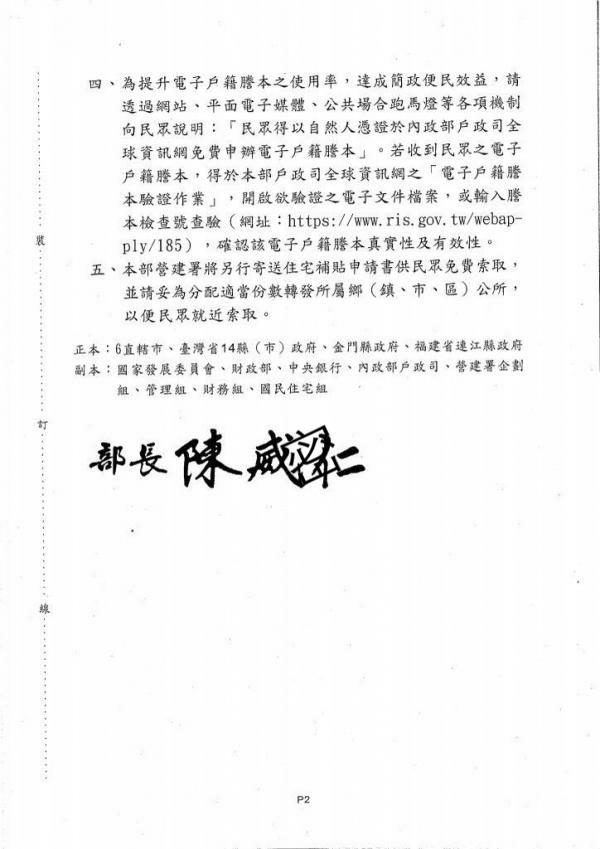 四、為提升電子戶籍謄本之使用率，達成簡政便民效益，請
透過網站、平面電子媒體、公共場合跑馬燈等各項機制
向民眾說明：「民眾得以自然人憑證於內政部戶政司全
球資訊網免費申辦電子戶籍謄本」。若收到民眾之電子
戶籍謄本，得於本部戶政司全球資訊網之「電子戶籍謄
本驗證作業」，開啟欲驗證之電子文件檔案，或輸入謄
本檢查號查驗（網址：https://www.ris.gov.tw/webap-
ply/185），確認該電子戶籍謄本真實性及有效性。
五、本部營建署將另行寄送住宅補貼申請書供民眾免費索取，
並請妥為分配適當份數轉發所屬鄉（鎮、市、區）公所，
以便民眾就近索取。
正本：6直轄市、臺灣省14縣（市）政府、金門縣政府、福建省連江縣政府
副本：國家發展委員會、財政部、中央銀行、內政部戶政司、營建署企劃
組、管理組、財務組、國民住宅組
部長 陳威仁
裝
訂
線
P2